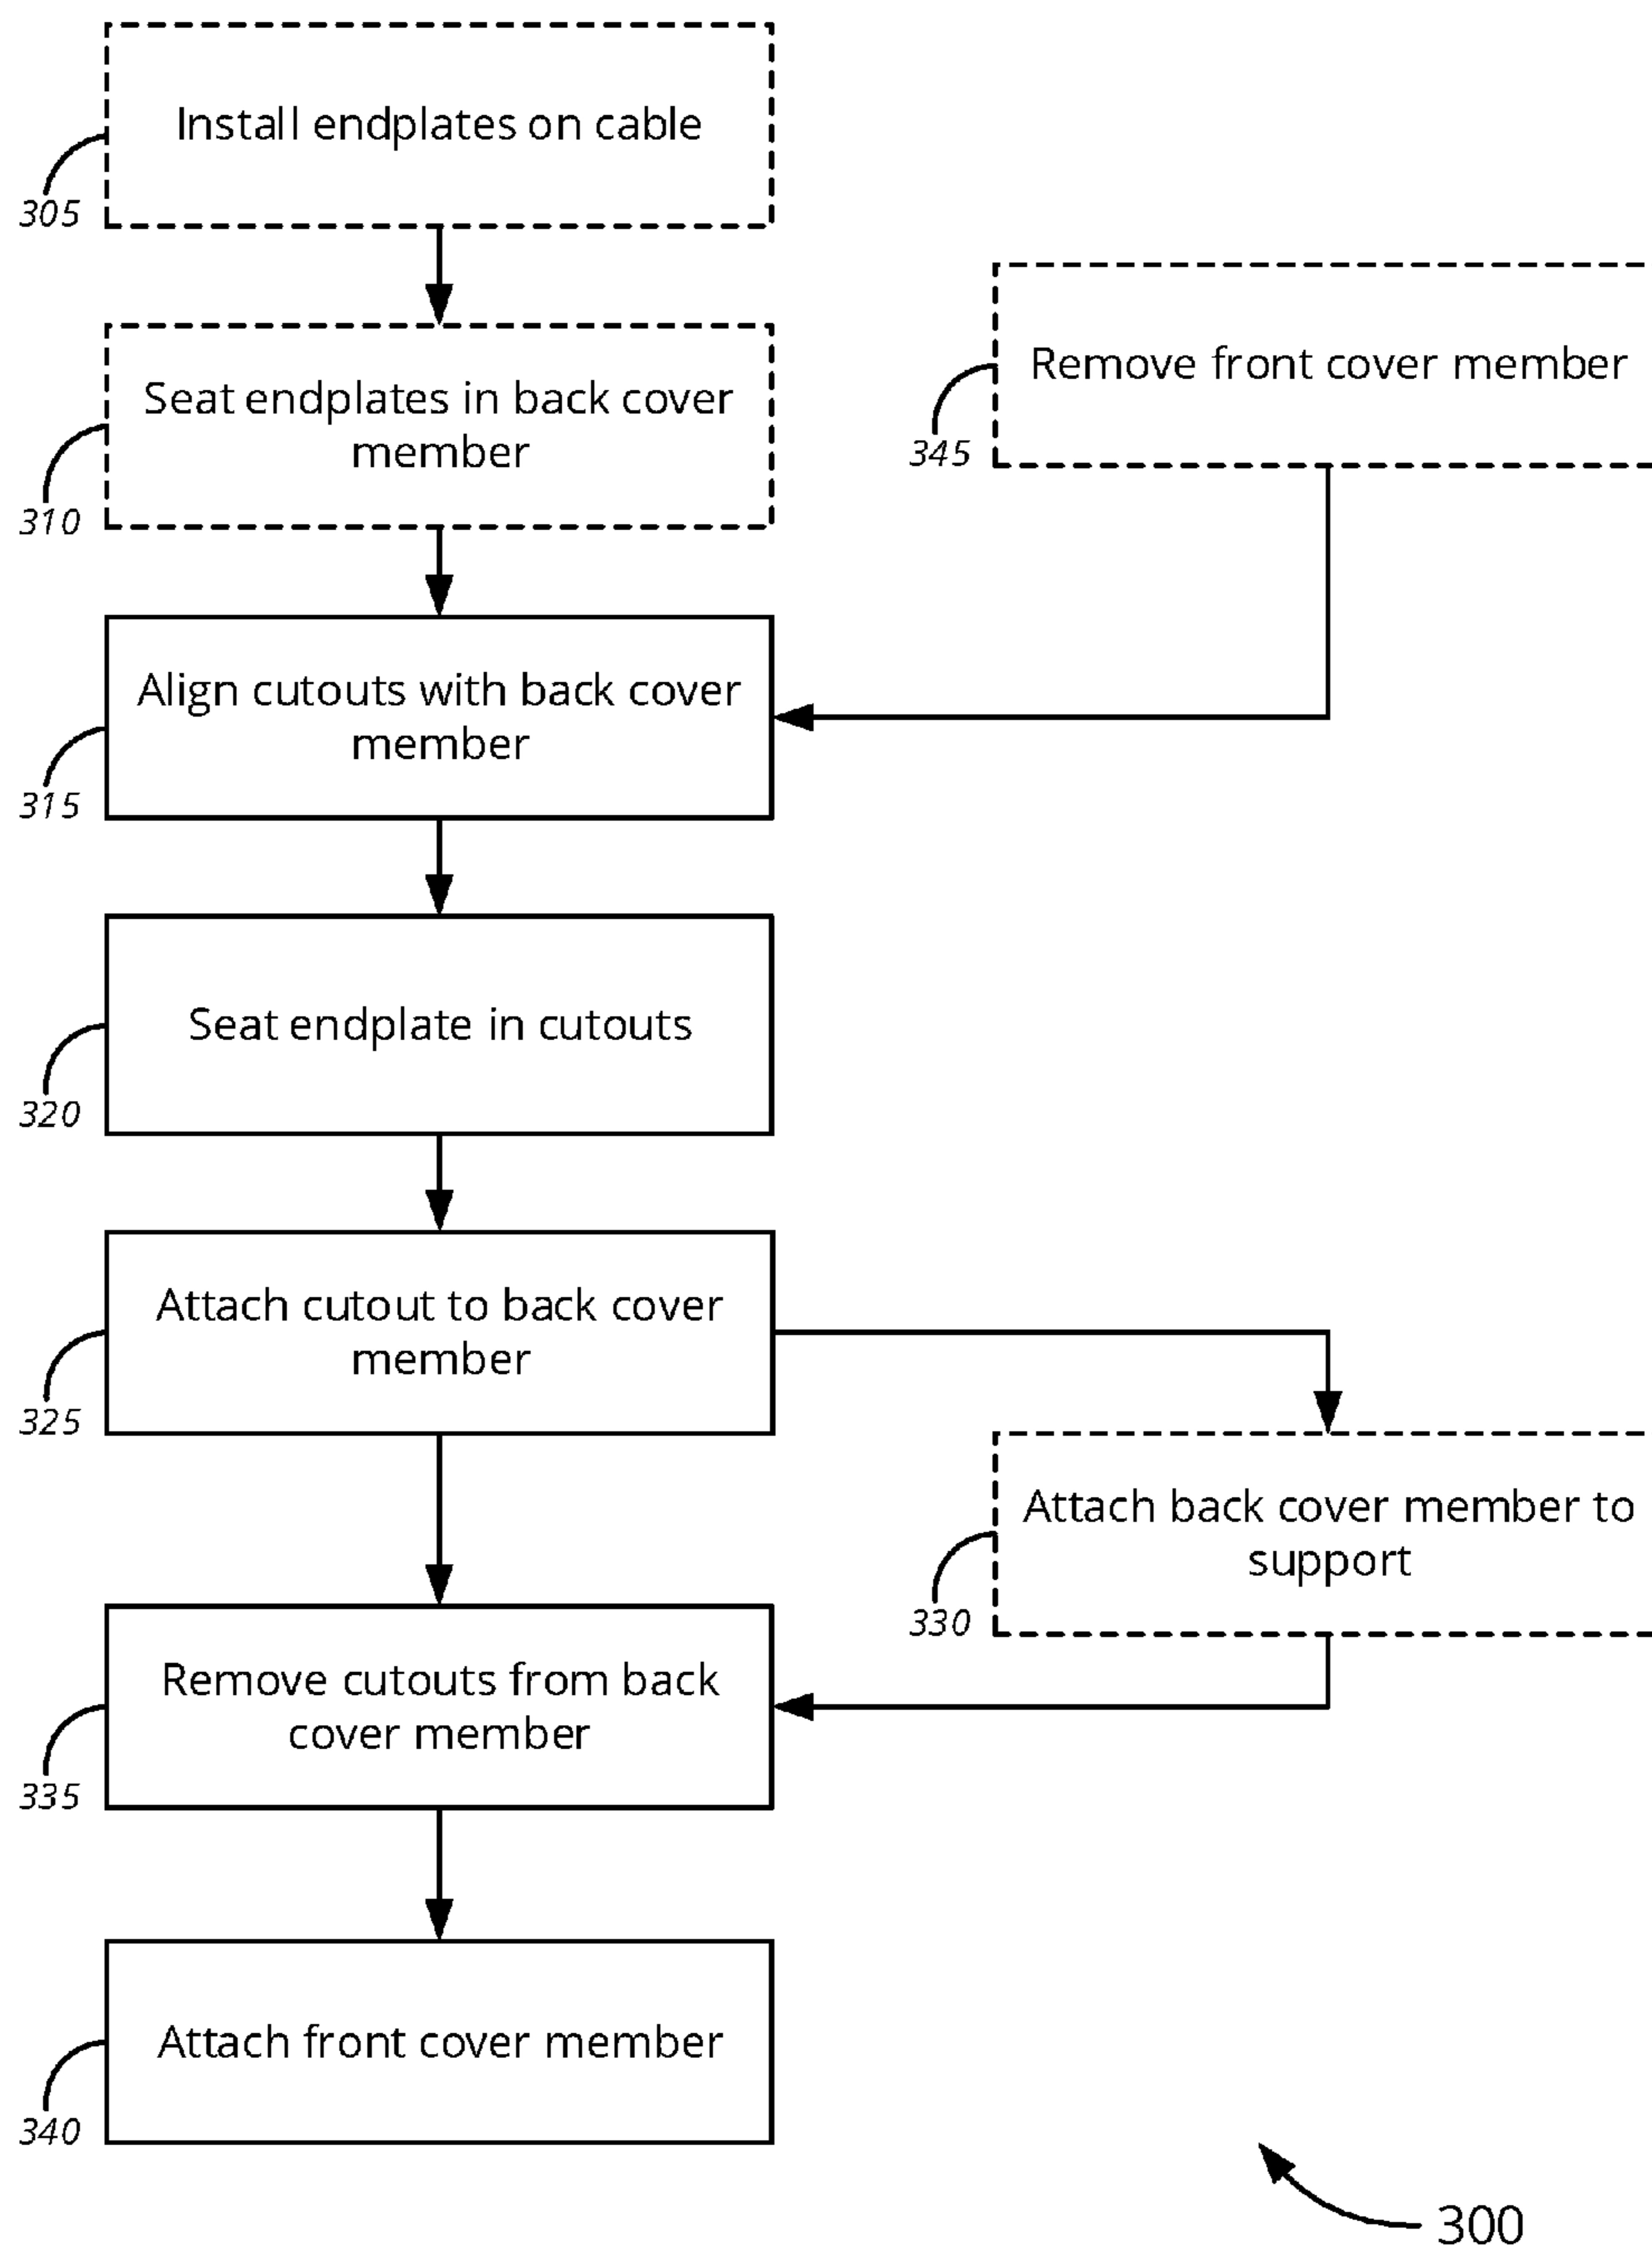 Install endplates on cable
305
Remove front cover member
345
Seat endplates in back cover
member
310
Align cutouts with back cover
member
315
Seat endplate in cutouts
320
Attach cutout to back cover
member
325
Attach back cover member to
support
330
Remove cutouts from back
cover member
335
Attach front cover member
340
300